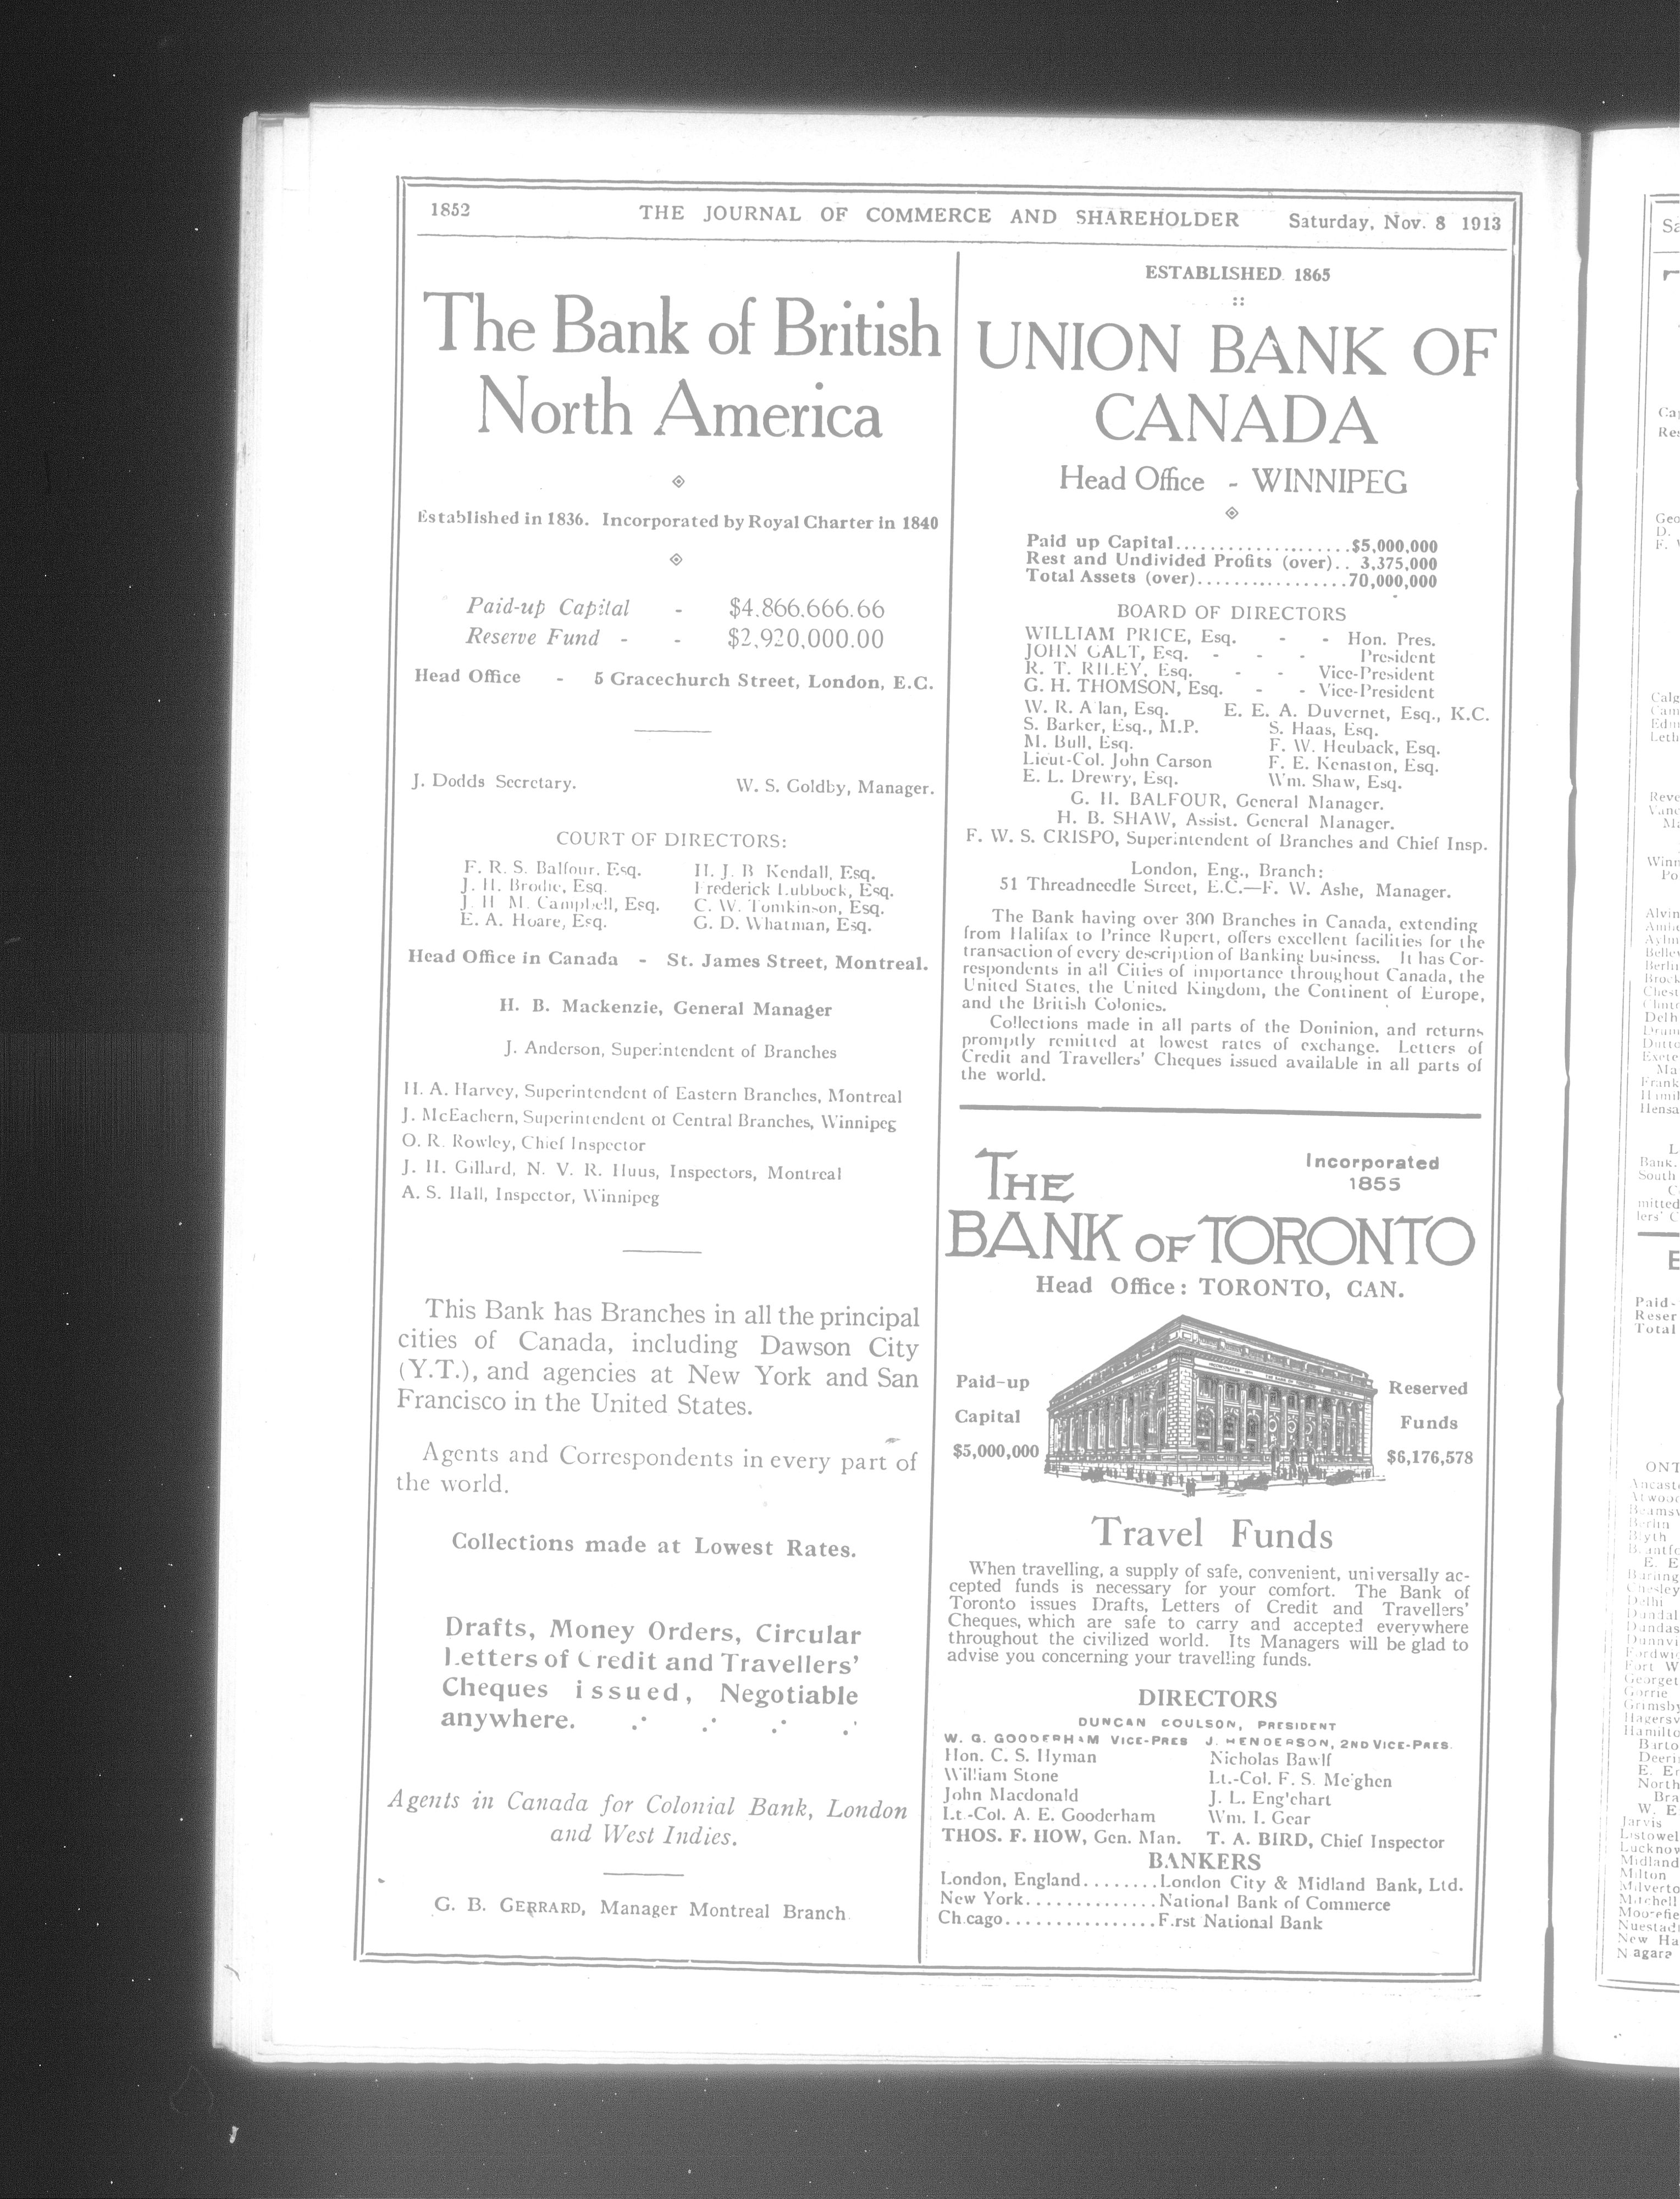 1852 THE JOURNAL OF COMMERCE AND SHAREHOLDER Saturday, Nov. 8 1913
The Bank of British
North America
Established in 1836. Incorporated by Royal Charter in 1840
Paid-up Capital - $4,866,666.66
Reserve Fund - - $2,920,000.00
Head Office - 5 Gracechurch Street, London, E.C.
J. Dodds Secretary. W. S. Goldby, Manager.
COURT OF DIRECTORS:
F. R. S. Balfour, Esq. H. J. B Kendall, Esq.
J. H. Brodie, Esq. Frederick Lubbock, Esq.
J. H. M. Campbell, Esq. C. W. Tomkinson, Esq.
E. A. Hoare, Esq. G. D. Whatman, Esq.
Head Office in Canada - St. James Street, Montreal.
H. B. Mackenzie, General Manager
J. Anderson, Superintendent of Branches
H. A. Harvey, Superintendent of Eastern Branches, Montreal
J. McEachern, Superintendent of Central Branches, Winnipeg
O. R. Rowley, Chief Inspector
J. H. Gillard, N. V. R. Huus, Inspectors, Montreal
A. S. Hall, Inspector, Winnipeg
This Bank has Branches in all the principal
cities of Canada, including Dawson City
(Y.T.), and agencies at New York and San
Francisco in the United States.
Agents and Correspondents in every part of
the world.
Collections made at Lowest Rates.
Drafts, Money Orders, Circular
Letters of Credit and Travellers'
Cheques issued, Negotiable
anywhere.
Agents in Canada for Colonial Bank, London
and West Indies.
G. B. GERRARD, Manager Montreal Branch
ESTABLISHED 1865
UNION BANK OF
CANADA
Head Office - WINNIPEG
Paid up Capital.....................$5,000,000
Rest and Undivided Profits (over).. 3,375,000
Total Assets (over)..................70,000,000
BOARD OF DIRECTORS
WILLIAM PRICE, Esq. - - Hon. Pres.
JOHN GALT, Esq. - - - President
R. T. RILEY, Esq. - - Vice-President
G. H. THOMSON, Esq. - - Vice-President
W. R. Allan, Esq. E. E. A. Duvernet, Esq., K.C.
S. Barker, Esq., M.P. S. Haas, Esq.
M. Bull, Esq. F. W. Heuback, Esq.
Lieut-Col. John Carson F. E. Kenaston, Esq.
E. L. Drewry, Esq. Wm. Shaw, Esq.
G. H. BALFOUR, General Manager.
H. B. SHAW, Assist. General Manager.
F. W. S. CRISPO, Superintendent of Branches and Chief Insp.
London, Eng., Branch:
51 Threadneedle Street, E.C.—F. W. Ashe, Manager.
The Bank having over 300 Branches in Canada, extending
from Halifax to Prince Rupert, offers excellent facilities for the
transaction of every description of Banking business. It has Cor-
respondents in all Cities of importance throughout Canada, the
United States, the United Kingdom, the Continent of Europe,
and the British Colonies.
Collections made in all parts of the Dominion, and returns
promptly remitted at lowest rates of exchange. Letters of
Credit and Travellers' Cheques issued available in all parts of
the world.
Incorporated
1855
THE
BANK OF TORONTO
Head Office: TORONTO, CAN.
Paid-up
Capital
$5,000,000
Reserved
Funds
$6,176,578
Travel Funds
When travelling, a supply of safe, convenient, universally ac-
cepted funds is necessary for your comfort. The Bank of
Toronto issues Drafts, Letters of Credit and Travellers'
Cheques, which are safe to carry and accepted everywhere
throughout the civilized world. Its Managers will be glad to
advise you concerning your travelling funds.
DIRECTORS
DUNCAN COULSON, PRESIDENT
W. G. GOODERHAM VICE-PRES J. HENDERSON, 2ND VICE-PRES.
Hon. C. S. Hyman Nicholas Bawlf
William Stone Lt.-Col. F. S. Meighen
John Macdonald J. L. Englehart
Lt.-Col. A. E. Gooderham Wm. I. Gear
THOS. F. HOW, Gen. Man. T. A. BIRD, Chief Inspector
BANKERS
London, England........London City & Midland Bank, Ltd.
New York..............National Bank of Commerce
Chicago................First National Bank